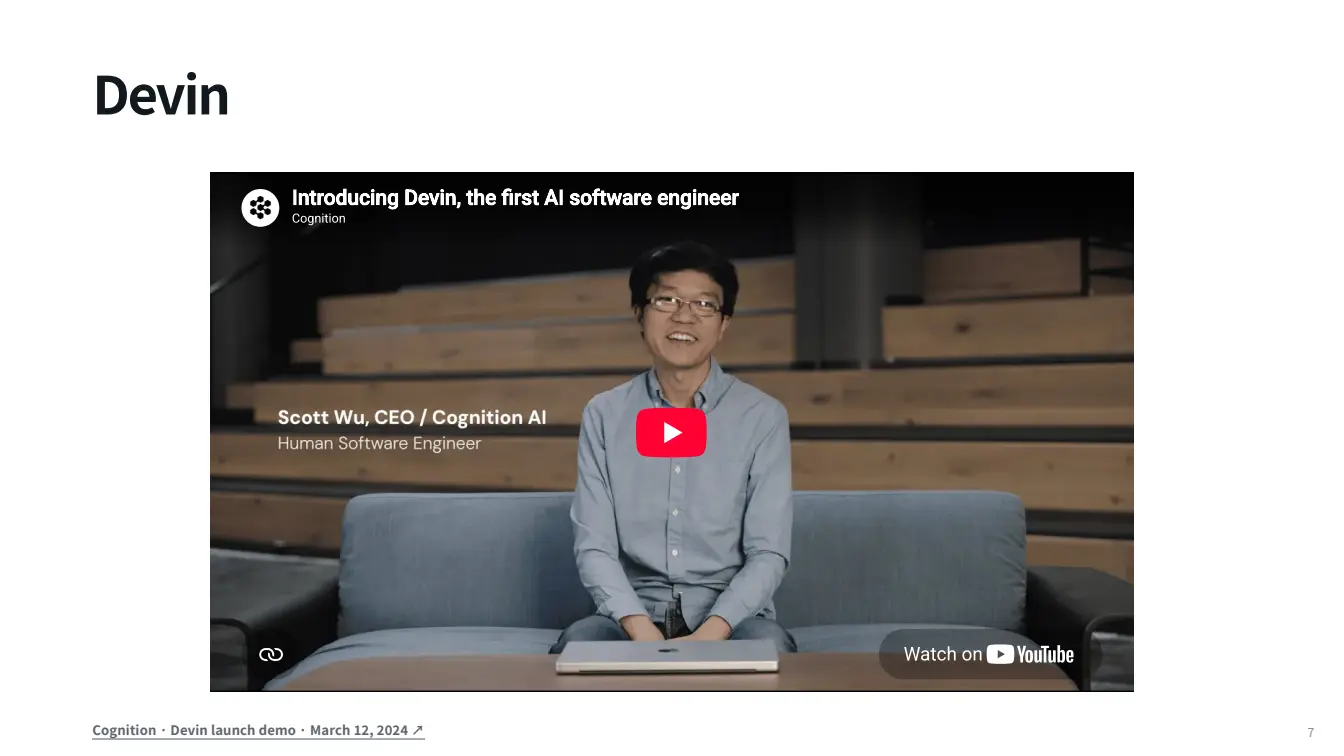 Devin
Introducing Devin, the first AI software engineer
Cognition
Scott Wu, CEO / Cognition AI
Human Software Engineer
Watch on YouTube
Cognition · Devin launch demo · March 12, 2024 ↗
7